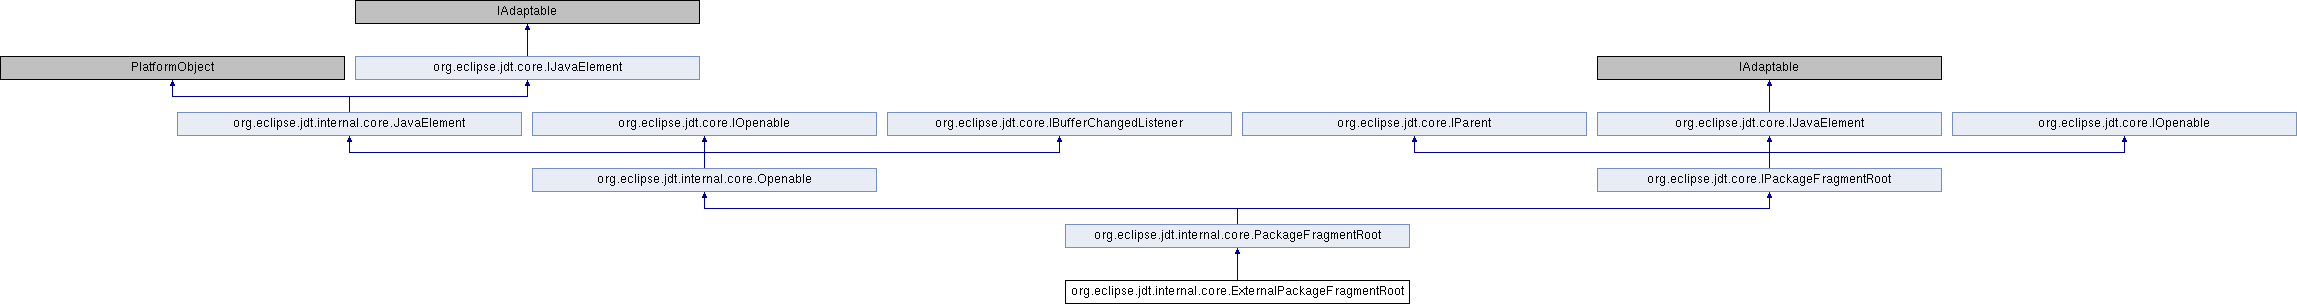 IAdaptable
PlatformObject
org.eclipse.jdt.core.IJavaElement
IAdaptable
org.eclipse.jdt.internal.core.JavaElement
org.eclipse.jdt.core.IOpenable
org.eclipse.jdt.core.IBufferChangedListener
org.eclipse.jdt.core.IParent
org.eclipse.jdt.core.IJavaElement
org.eclipse.jdt.core.IOpenable
org.eclipse.jdt.internal.core.Openable
org.eclipse.jdt.core.IPackageFragmentRoot
org.eclipse.jdt.internal.core.PackageFragmentRoot
org.eclipse.jdt.internal.core.ExternalPackageFragmentRoot